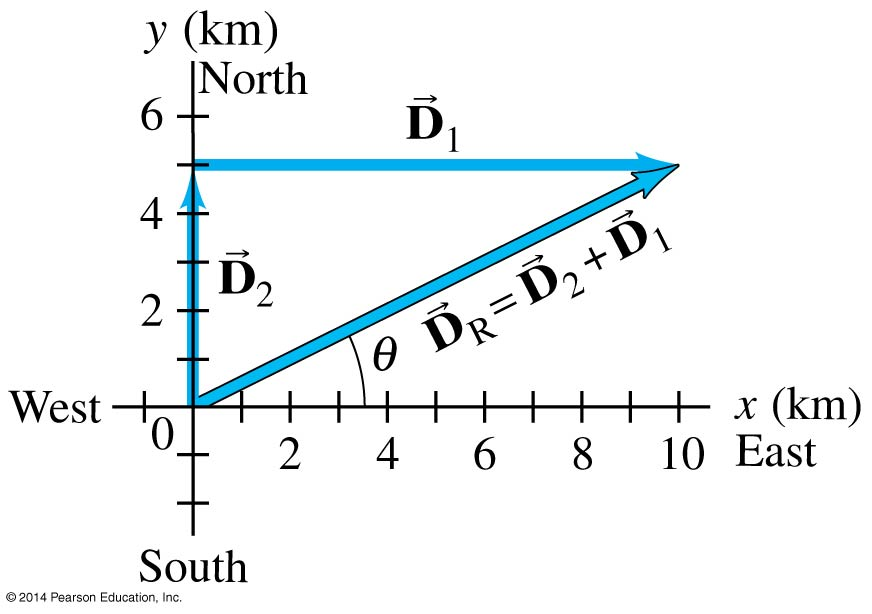 y (km)
North
6
D⃗₁
4
D⃗₂
2
θ
D⃗_R = D⃗₂ + D⃗₁
West
0
2 4 6 8 10
x (km)
East
South
© 2014 Pearson Education, Inc.